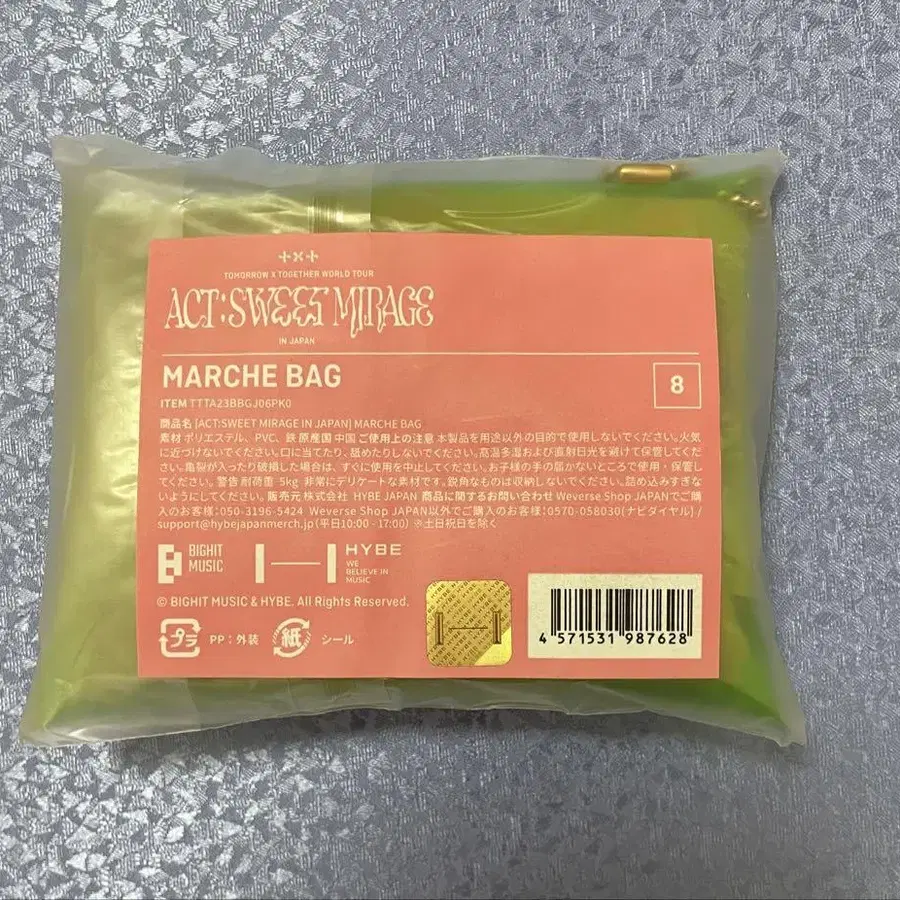 +x+
TOMORROW X TOGETHER WORLD TOUR
ACT:SWEET MIRAGE
IN JAPAN
MARCHE BAG
8
ITEM TTTA23BBGJ06PK0
商品名 [ACT:SWEET MIRAGE IN JAPAN] MARCHE BAG
素材 ポリエステル、PVC、鉄 原産国 中国 ご使用上の注意 本製品を用途以外の目的で使用しないでください。火気
に近づけないでください。口に当てたり、舐めたりしないでください。高温多湿および直射日光を避けて保管してくだ
さい。亀裂が入ったり破損した場合は、すぐに使用を中止してください。お子様の手の届かないところで使用・保管し
てください。警告 耐荷重 5kg 非常にデリケートな素材です。鋭角なものは収納しないでください。詰め込みすぎな
いようにしてください。販売元 株式会社 HYBE JAPAN 商品に関するお問い合わせ Weverse Shop JAPANでご購
入のお客様:050-3196-5424 Weverse Shop JAPAN以外でご購入のお客様:0570-058030(ナビダイヤル) /
support@hybejapanmerch.jp (平日10:00 - 17:00) ※土日祝日を除く
BIGHIT
MUSIC
HYBE
WE
BELIEVE IN
MUSIC
© BIGHIT MUSIC & HYBE. All Rights Reserved.
プラ
PP:外装
紙
シール
HYBE
4 571531 987628